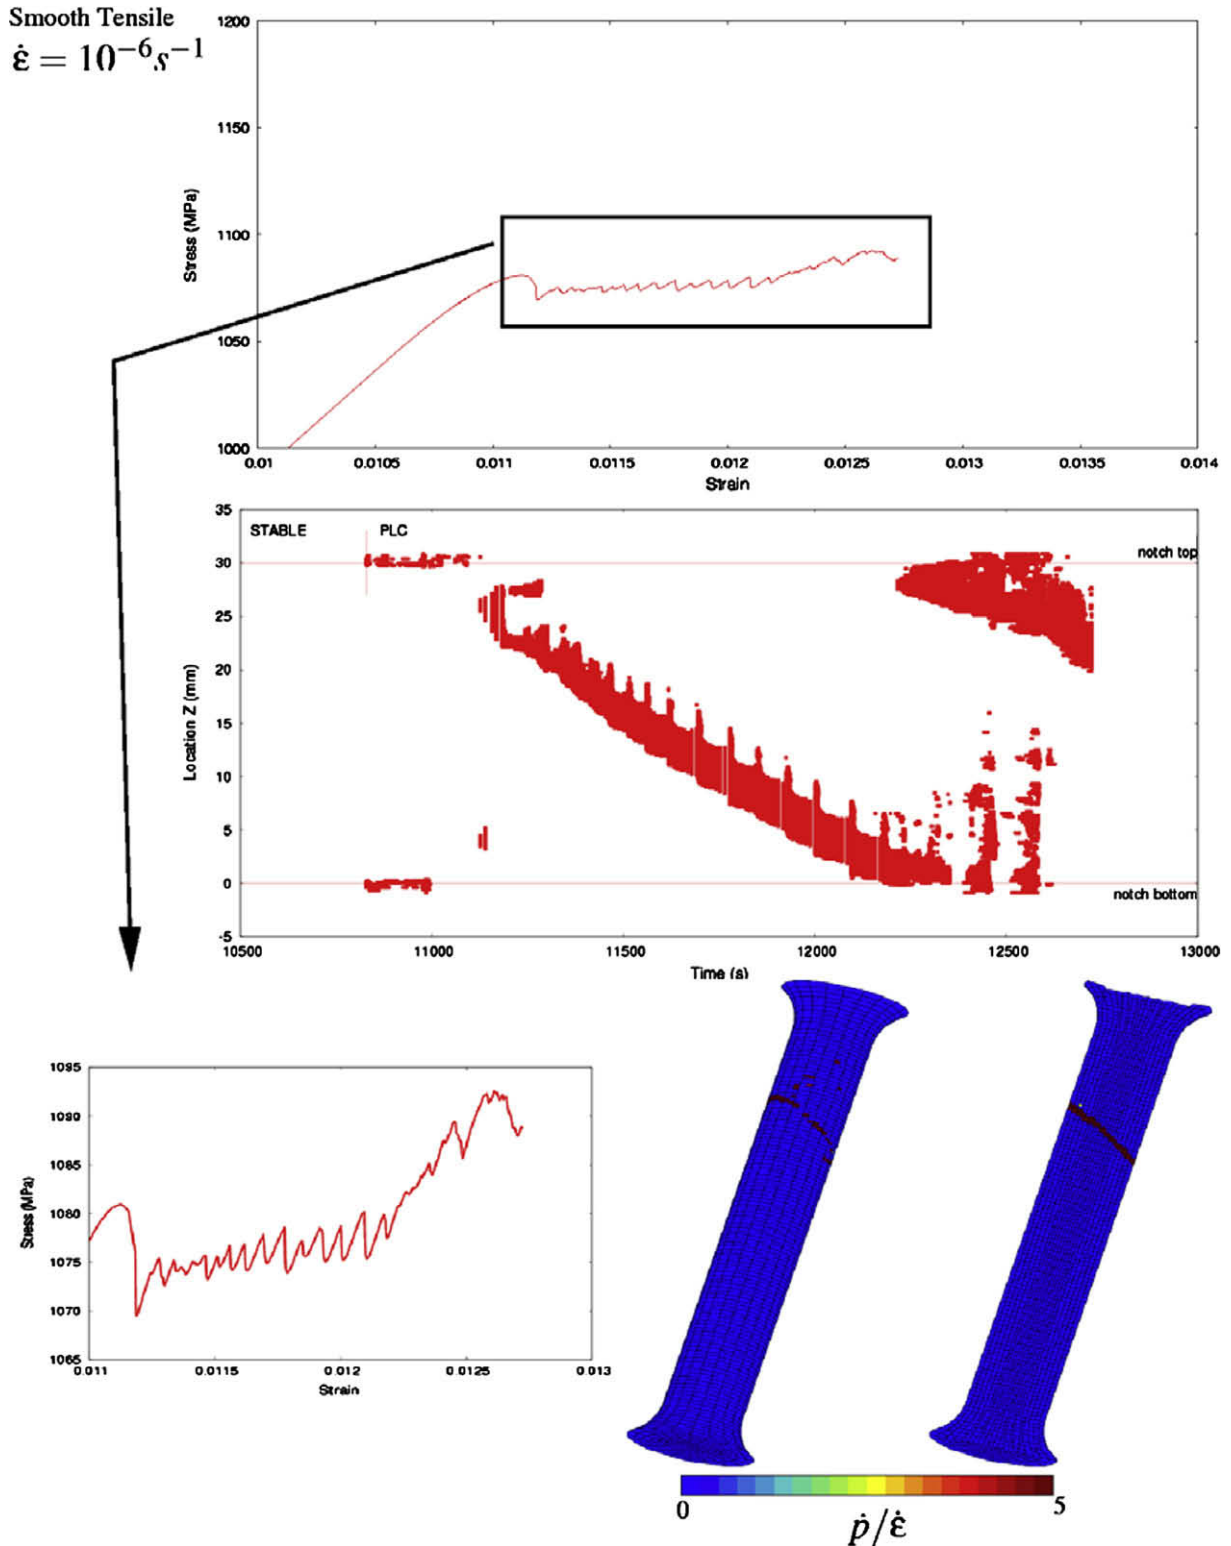 Smooth Tensile
ε̇ = 10⁻⁶s⁻¹
1200
1150
1100
1050
1000
Stress (MPa)
0.01 0.0105 0.011 0.0115 0.012 0.0125 0.013 0.0135 0.014
Strain
35
30
25
20
15
10
5
0
-5
Location Z (mm)
STABLE PLC
notch top
notch bottom
10500 11000 11500 12000 12500 13000
Time (s)
1095
1090
1085
1080
1075
1070
1065
Stress (MPa)
0.011 0.0115 0.012 0.0125 0.013
Strain
0 5
ṗ/ε̇